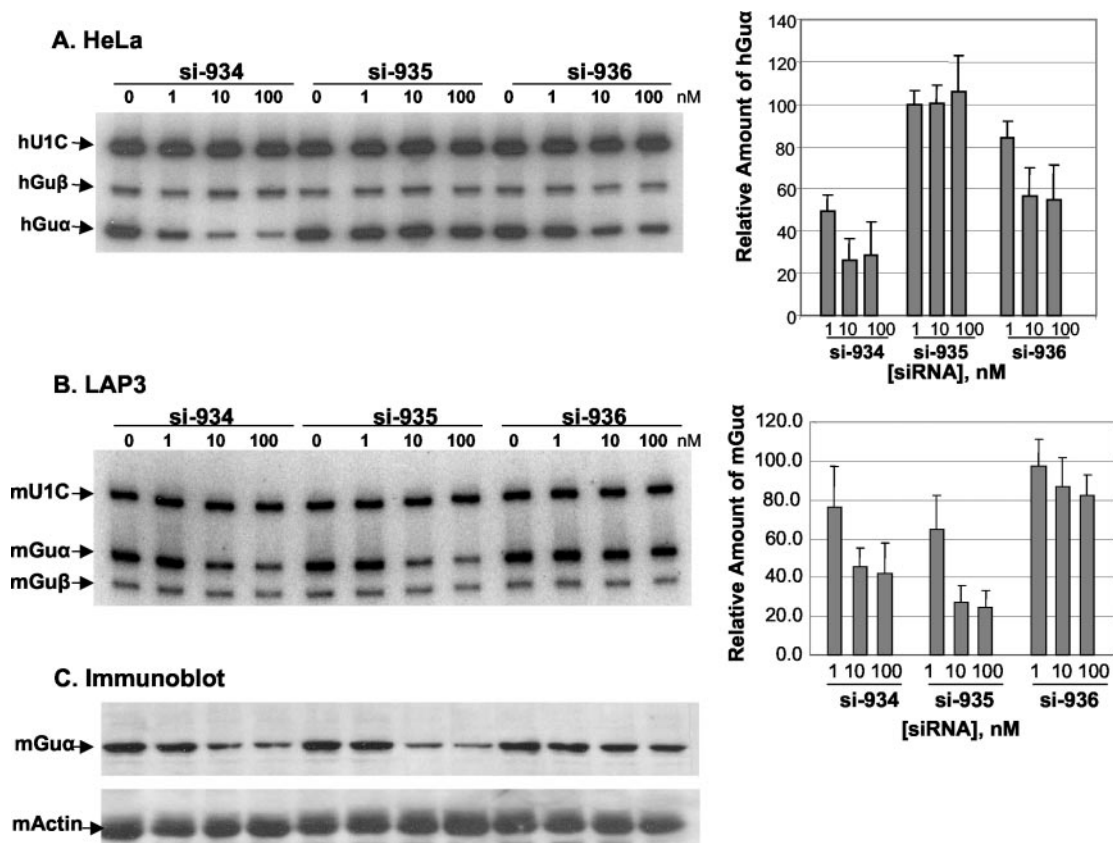 A. HeLa
si-934 si-935 si-936
0 1 10 100 0 1 10 100 0 1 10 100 nM
hU1C
hGuβ
hGuα
Relative Amount of hGuα
140
120
100
80
60
40
20
0
1 10 100 1 10 100 1 10 100
si-934 si-935 si-936
[siRNA], nM
B. LAP3
si-934 si-935 si-936
0 1 10 100 0 1 10 100 0 1 10 100 nM
mU1C
mGuα
mGuβ
Relative Amount of mGuα
120.0
100.0
80.0
60.0
40.0
20.0
0.0
1 10 100 1 10 100 1 10 100
si-934 si-935 si-936
[siRNA], nM
C. Immunoblot
mGuα
mActin